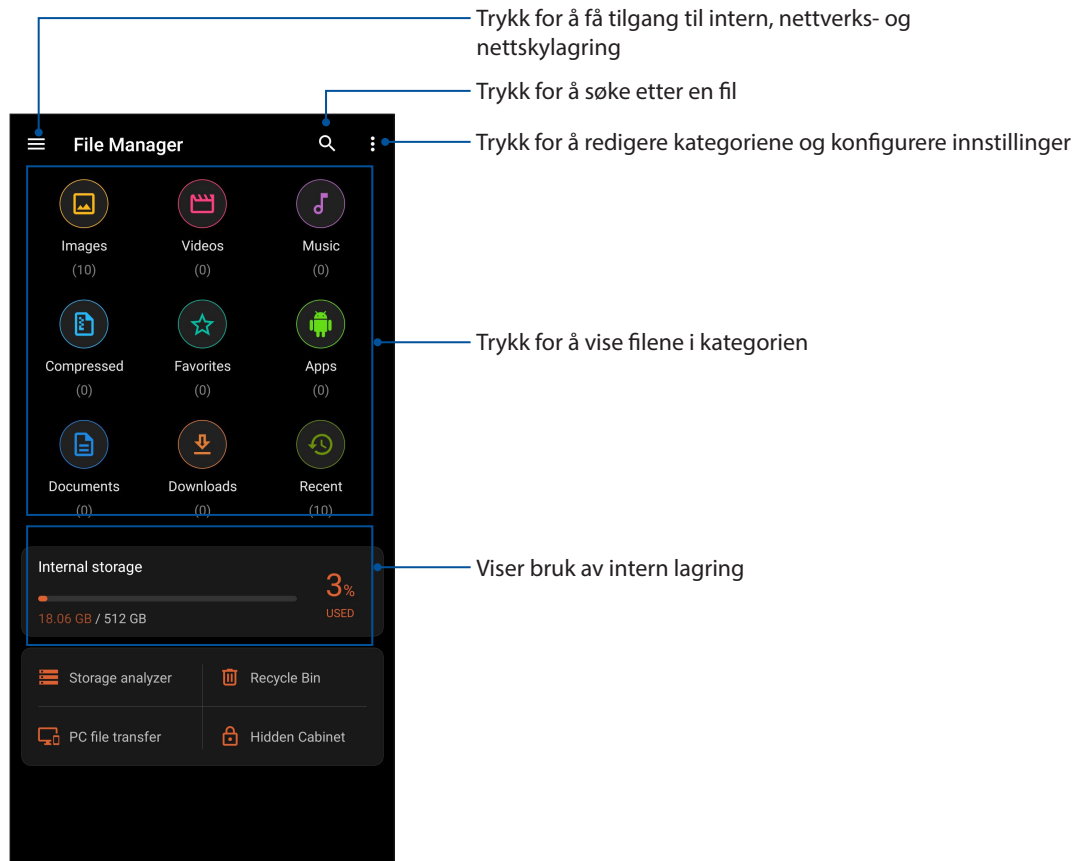 Trykk for å få tilgang til intern, nettverks- og
nettskylagring
Trykk for å søke etter en fil
Trykk for å redigere kategoriene og konfigurere innstillinger
File Manager
Images
Videos
Music
(10)
(0)
(0)
Compressed
Favorites
Apps
(0)
(0)
(0)
Trykk for å vise filene i kategorien
Documents
Downloads
Recent
(0)
(0)
(10)
Internal storage
3%
USED
18.06 GB / 512 GB
Viser bruk av intern lagring
Storage analyzer
Recycle Bin
PC file transfer
Hidden Cabinet